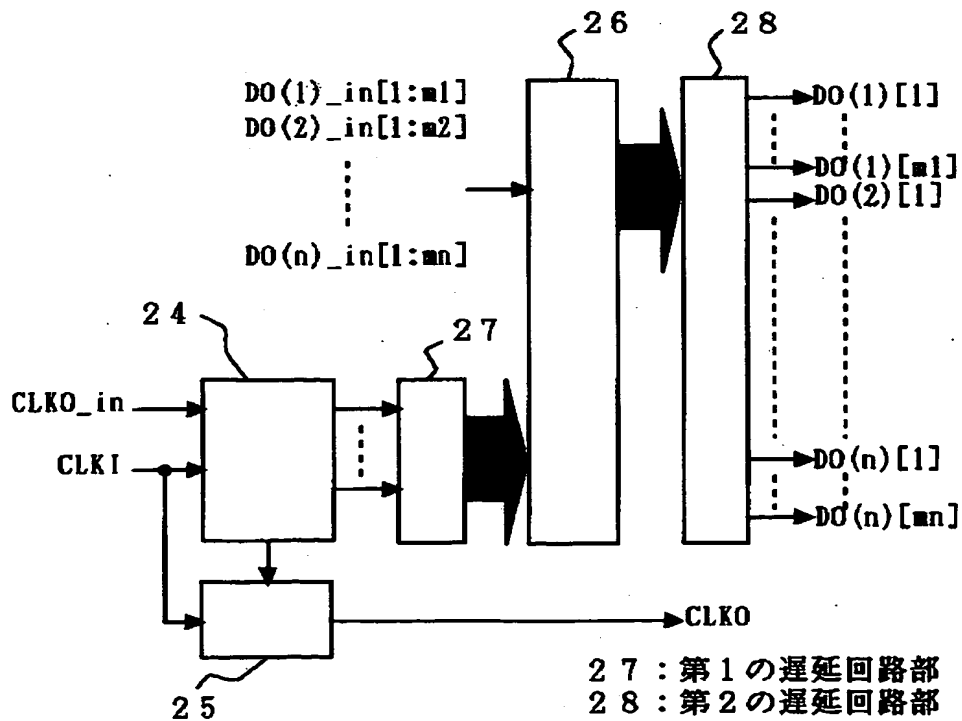 26
28
DO(1)_in[1:m1]
DO(2)_in[1:m2]
DO(n)_in[1:mn]
DO(1)[1]
DO(1)[m1]
DO(2)[1]
DO(n)[1]
DO(n)[mn]
24
27
CLKO_in
CLKI
CLKO
25
27:第1の遅延回路部
28:第2の遅延回路部